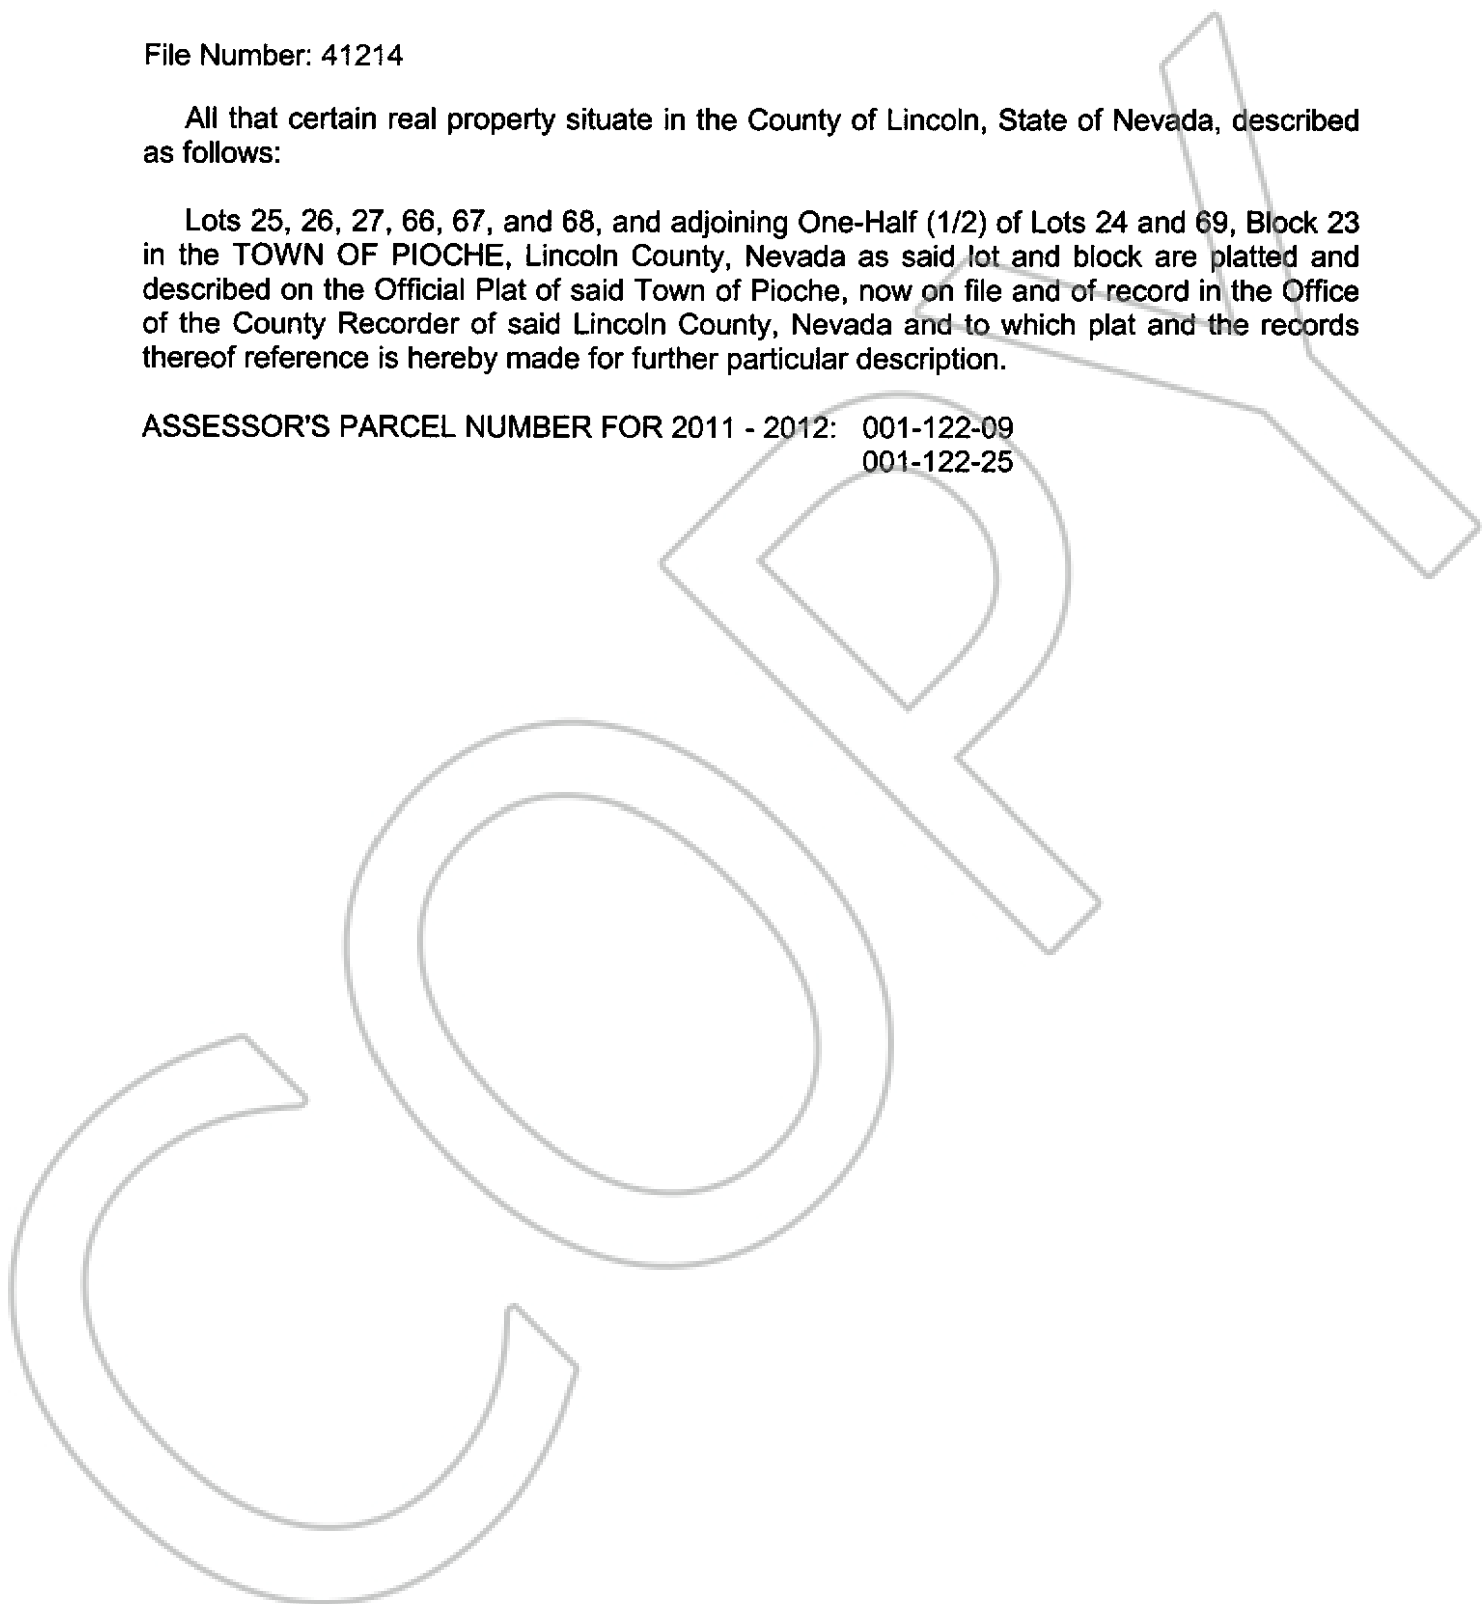 File Number: 41214
All that certain real property situate in the County of Lincoln, State of Nevada, described
as follows:
Lots 25, 26, 27, 66, 67, and 68, and adjoining One-Half (1/2) of Lots 24 and 69, Block 23
in the TOWN OF PIOCHE, Lincoln County, Nevada as said lot and block are platted and
described on the Official Plat of said Town of Pioche, now on file and of record in the Office
of the County Recorder of said Lincoln County, Nevada and to which plat and the records
thereof reference is hereby made for further particular description.
ASSESSOR'S PARCEL NUMBER FOR 2011 - 2012: 001-122-09
001-122-25
COPY